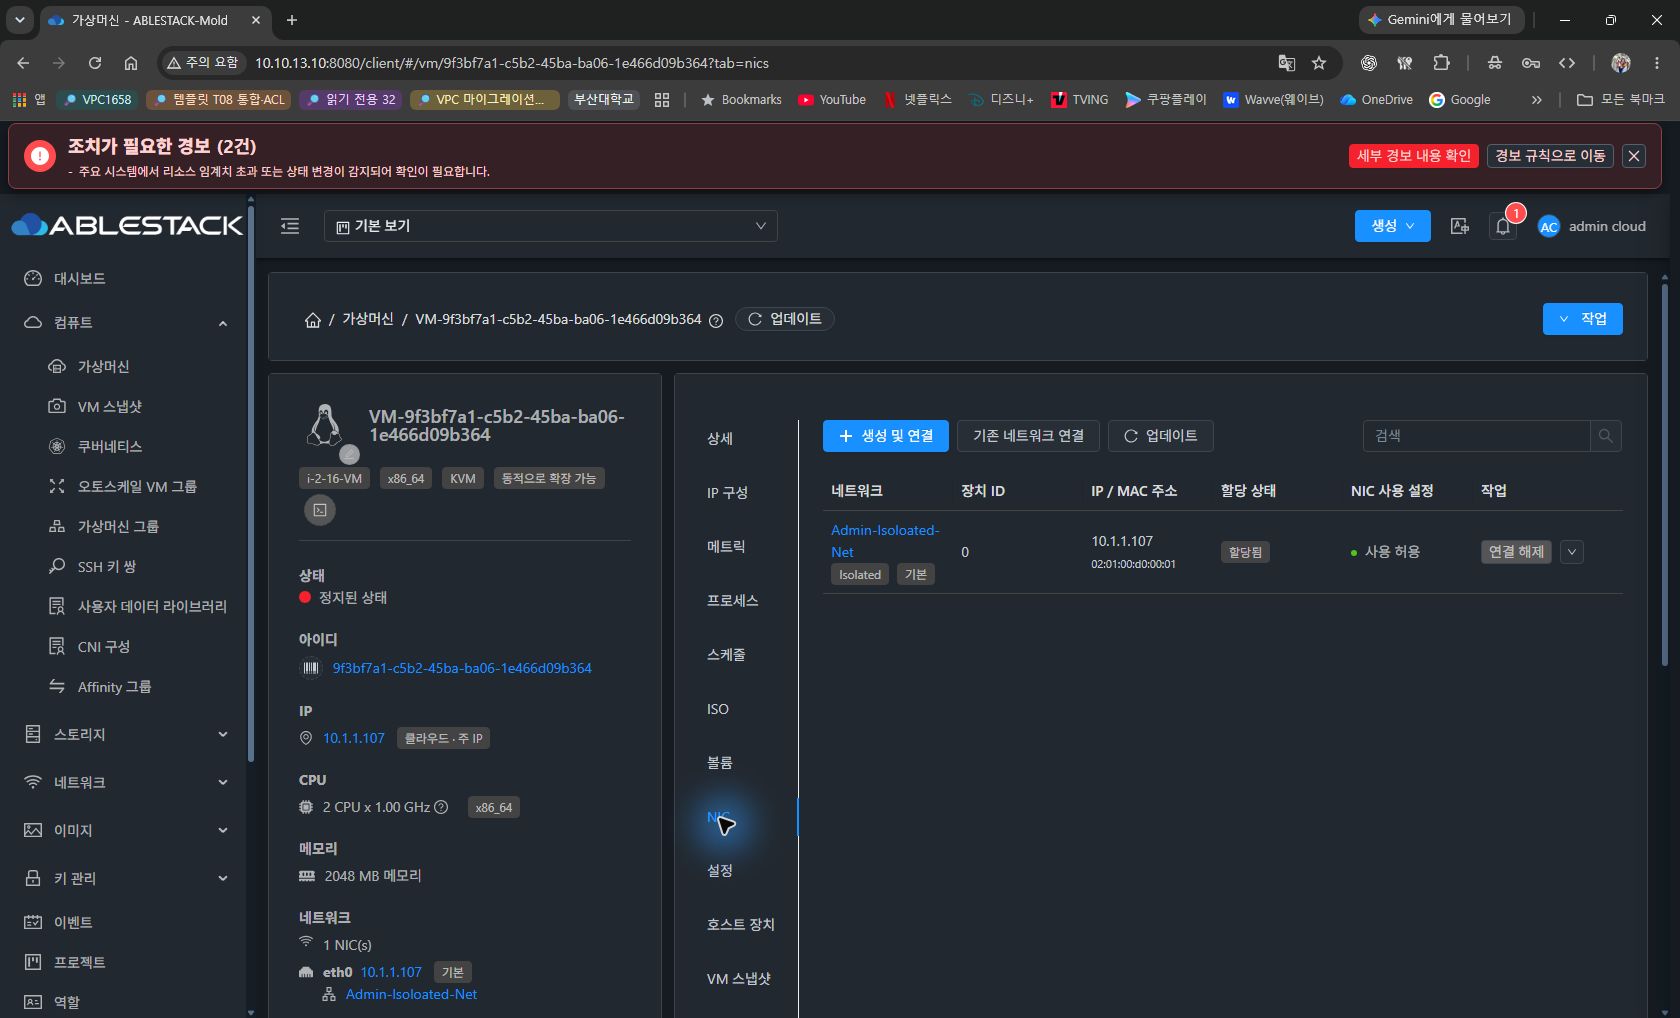 가상머신 - ABLESTACK-Mold
Gemini에게 물어보기
주의 요함
10.10.13.10:8080/client/#/vm/9f3bf7a1-c5b2-45ba-ba06-1e466d09b364?tab=nics
앱
VPC1658
템플릿 T08 통합·ACL
읽기 전용 32
VPC 마이그레이션...
부산대학교
Bookmarks
YouTube
넷플릭스
디즈니+
TVING
쿠팡플레이
Wavve(웨이브)
OneDrive
Google
모든 북마크
조치가 필요한 경보 (2건)
- 주요 시스템에서 리소스 임계치 초과 또는 상태 변경이 감지되어 확인이 필요합니다.
세부 경보 내용 확인
경보 규칙으로 이동
ABLESTACK
기본 보기
생성
1
AC
admin cloud
대시보드
컴퓨트
가상머신
VM 스냅샷
쿠버네티스
오토스케일 VM 그룹
가상머신 그룹
SSH 키 쌍
사용자 데이터 라이브러리
CNI 구성
Affinity 그룹
스토리지
네트워크
이미지
키 관리
이벤트
프로젝트
역할
/ 가상머신 / VM-9f3bf7a1-c5b2-45ba-ba06-1e466d09b364
업데이트
작업
VM-9f3bf7a1-c5b2-45ba-ba06-
1e466d09b364
i-2-16-VM
x86_64
KVM
동적으로 확장 가능
상태
정지된 상태
아이디
9f3bf7a1-c5b2-45ba-ba06-1e466d09b364
IP
10.1.1.107
클라우드 · 주 IP
CPU
2 CPU x 1.00 GHz
x86_64
메모리
2048 MB 메모리
네트워크
1 NIC(s)
eth0 10.1.1.107 기본
Admin-Isoloated-Net
상세
IP 구성
메트릭
프로세스
스케줄
ISO
볼륨
NIC
설정
호스트 장치
VM 스냅샷
생성 및 연결
기존 네트워크 연결
업데이트
검색
네트워크
장치 ID
IP / MAC 주소
할당 상태
NIC 사용 설정
작업
Admin-Isoloated-
Net
Isolated
기본
0
10.1.1.107
02:01:00:d0:00:01
할당됨
사용 허용
연결 해제